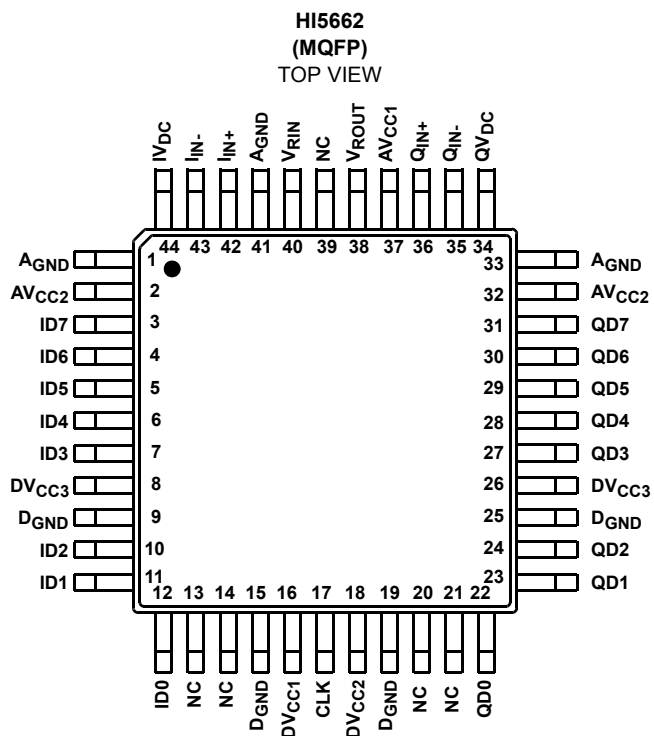 HI5662
(MQFP)
TOP VIEW
IVDC
IIN-
IIN+
AGND
VRIN
NC
VROUT
AVCC1
QIN+
QIN-
QVDC
44 43 42 41 40 39 38 37 36 35 34
AGND 1 33 AGND
AVCC2 2 32 AVCC2
ID7 3 31 QD7
ID6 4 30 QD6
ID5 5 29 QD5
ID4 6 28 QD4
ID3 7 27 QD3
DVCC3 8 26 DVCC3
DGND 9 25 DGND
ID2 10 24 QD2
ID1 11 23 QD1
12 13 14 15 16 17 18 19 20 21 22
ID0
NC
NC
DGND
DVCC1
CLK
DVCC2
DGND
NC
NC
QD0